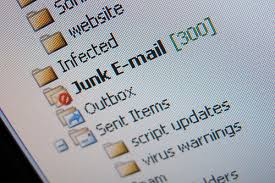 website
Infected
Junk E-mail [300]
Outbox
Sent Items
script updates
virus warnings